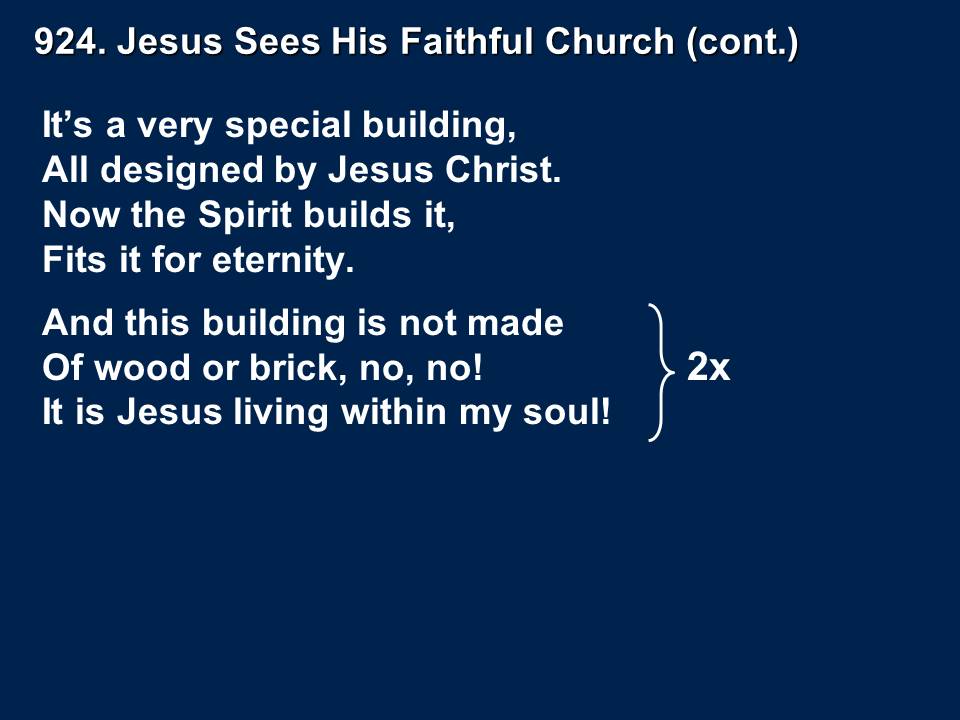 924. Jesus Sees His Faithful Church (cont.)
It’s a very special building,
All designed by Jesus Christ.
Now the Spirit builds it,
Fits it for eternity.
And this building is not made
Of wood or brick, no, no!
It is Jesus living within my soul!
2x